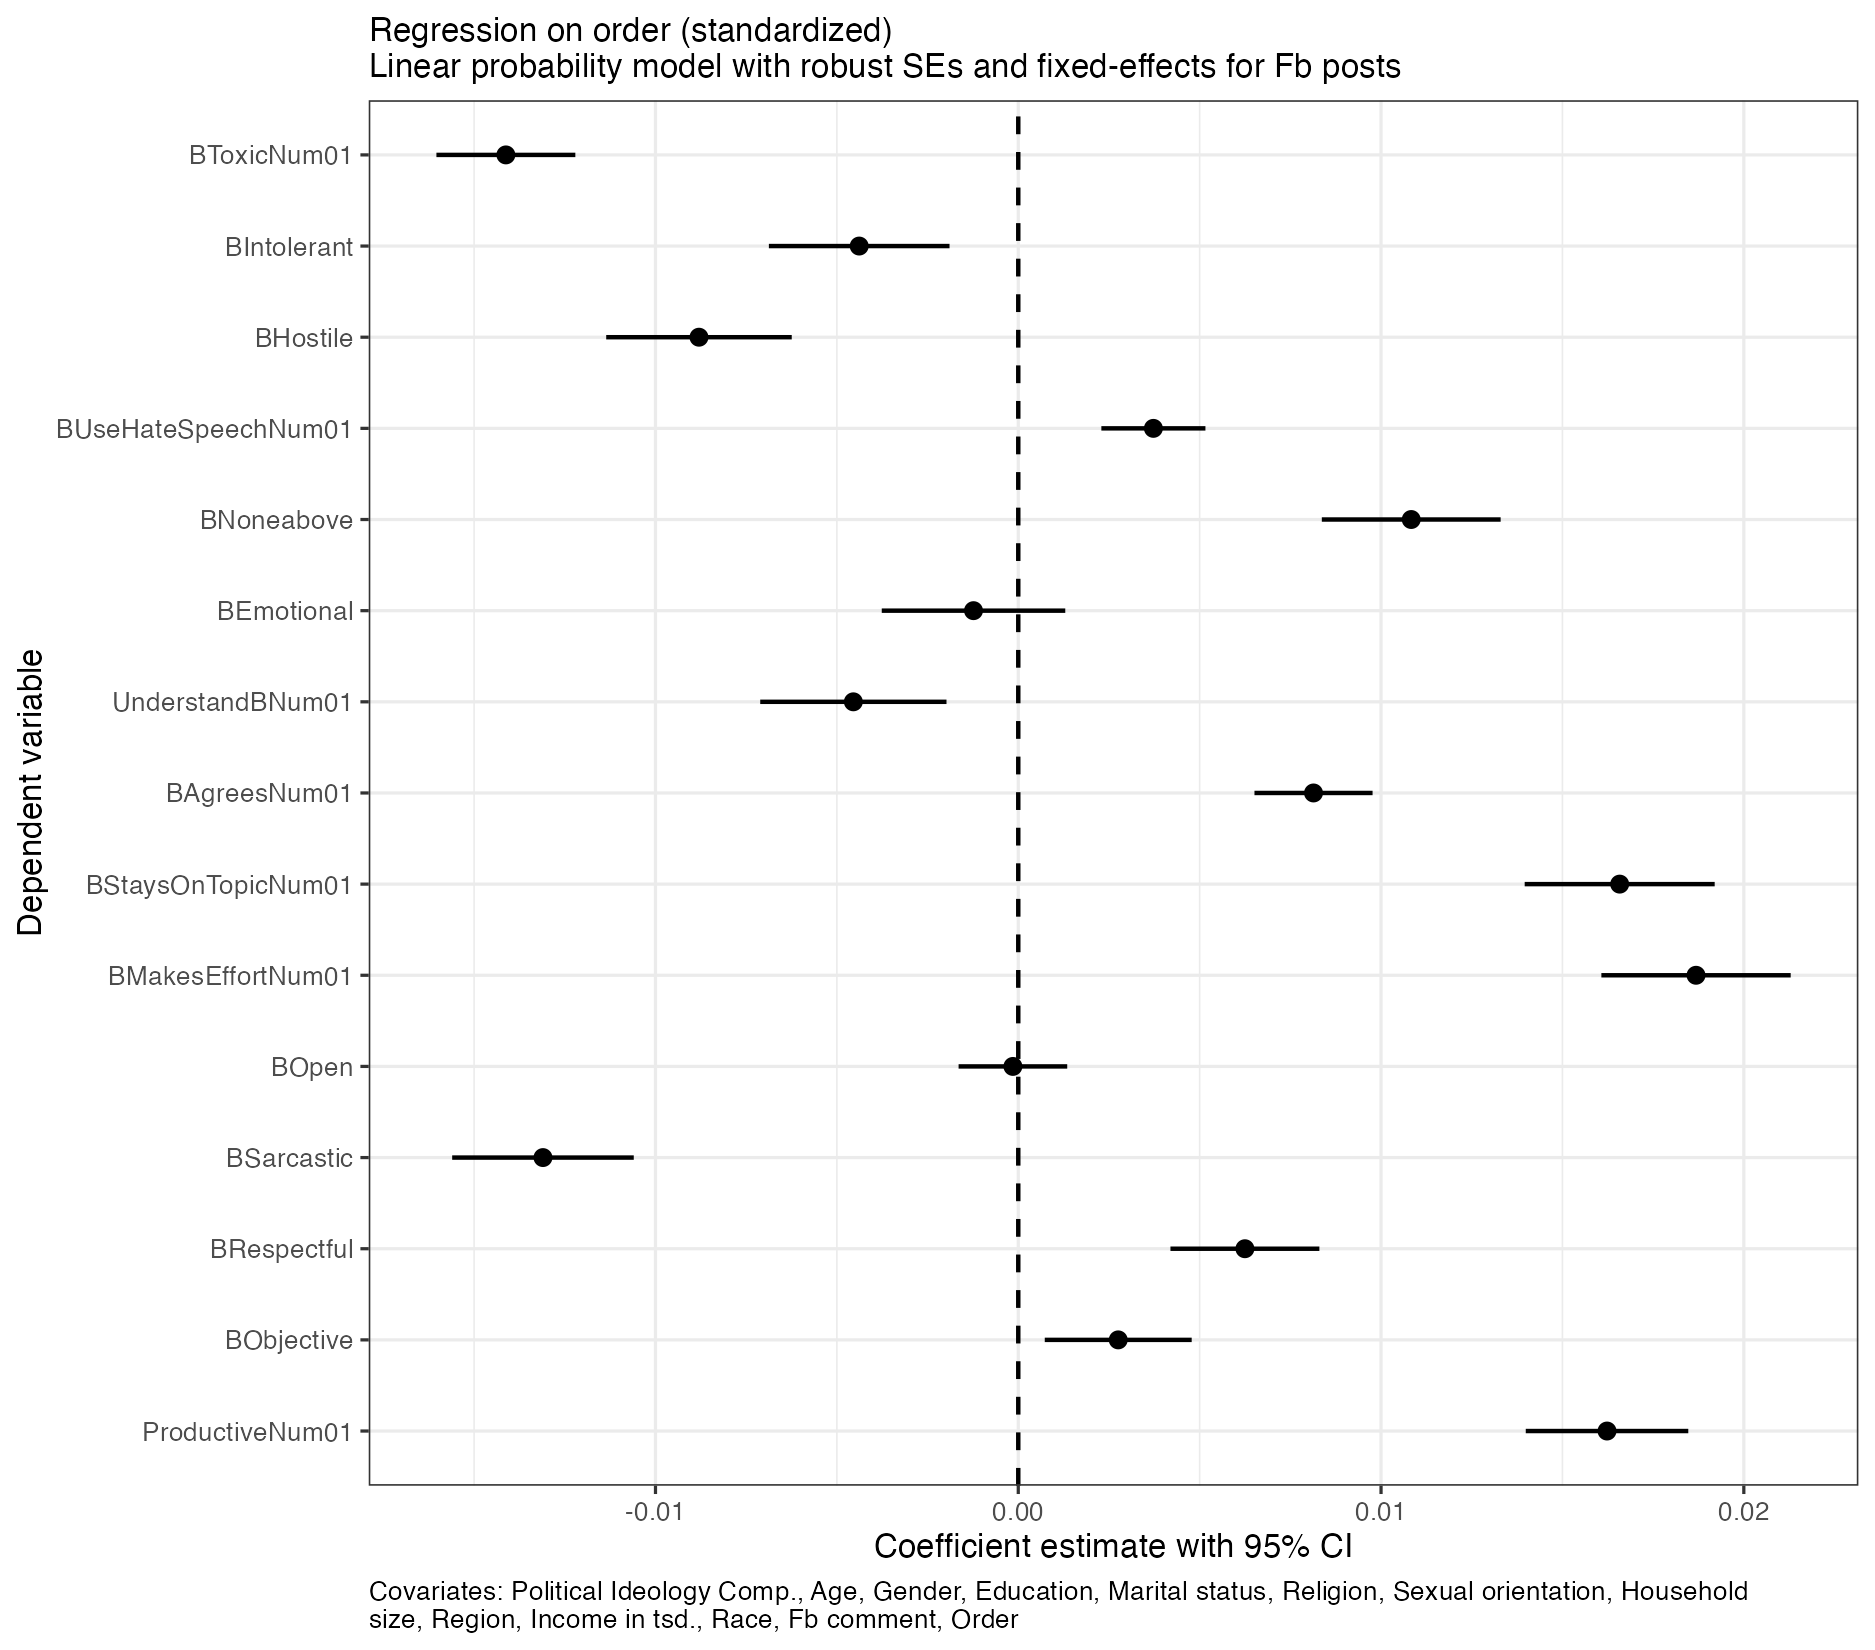 Regression on order (standardized)
Linear probability model with robust SEs and fixed-effects for Fb posts
BToxicNum01
BIntolerant
BHostile
BUseHateSpeechNum01
BNoneabove
BEmotional
UnderstandBNum01
BAgreesNum01
BStaysOnTopicNum01
BMakesEffortNum01
BOpen
BSarcastic
BRespectful
BObjective
ProductiveNum01
Dependent variable
-0.01 0.00 0.01 0.02
Coefficient estimate with 95% CI
Covariates: Political Ideology Comp., Age, Gender, Education, Marital status, Religion, Sexual orientation, Household
size, Region, Income in tsd., Race, Fb comment, Order